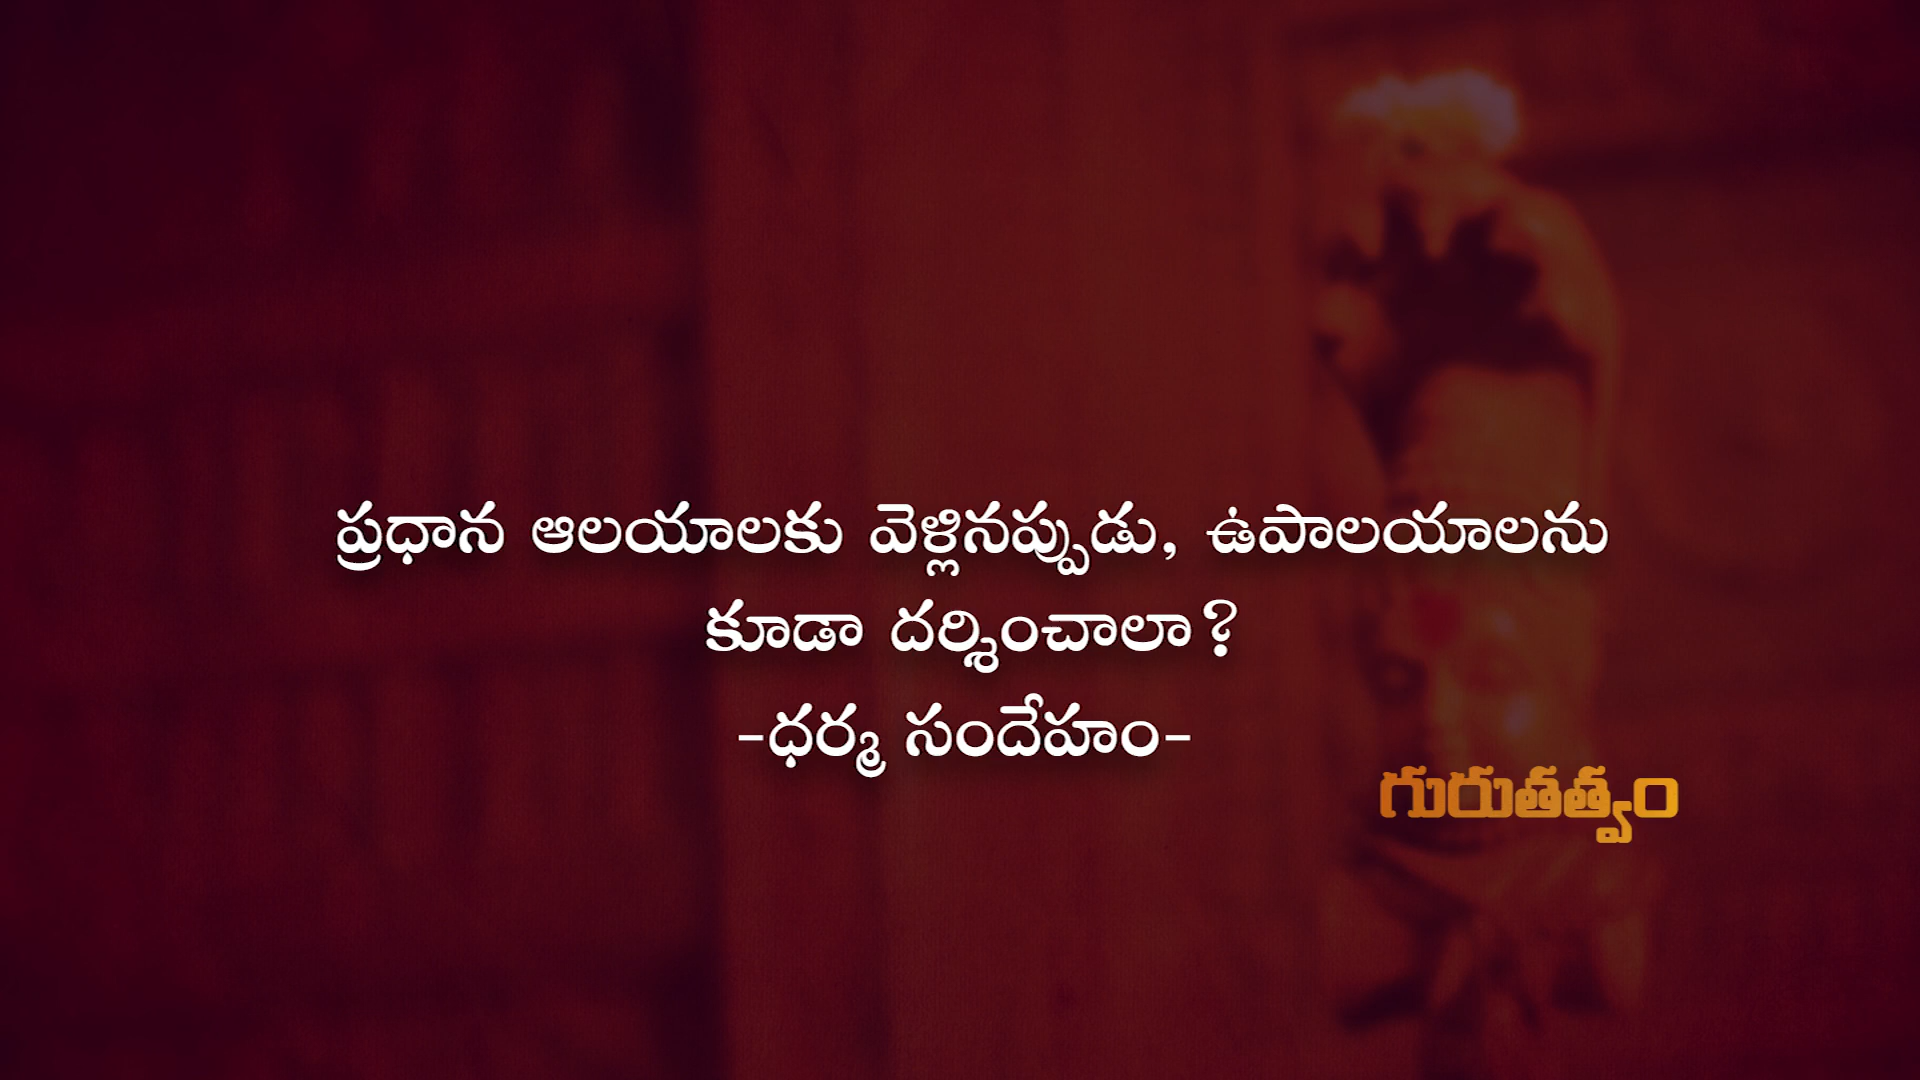 ప్రధాన ఆలయాలకు వెళ్లినప్పుడు, ఉపాలయాలను
కూడా దర్శించాలా?
-ధర్మ సందేహం-
గురుతత్వం